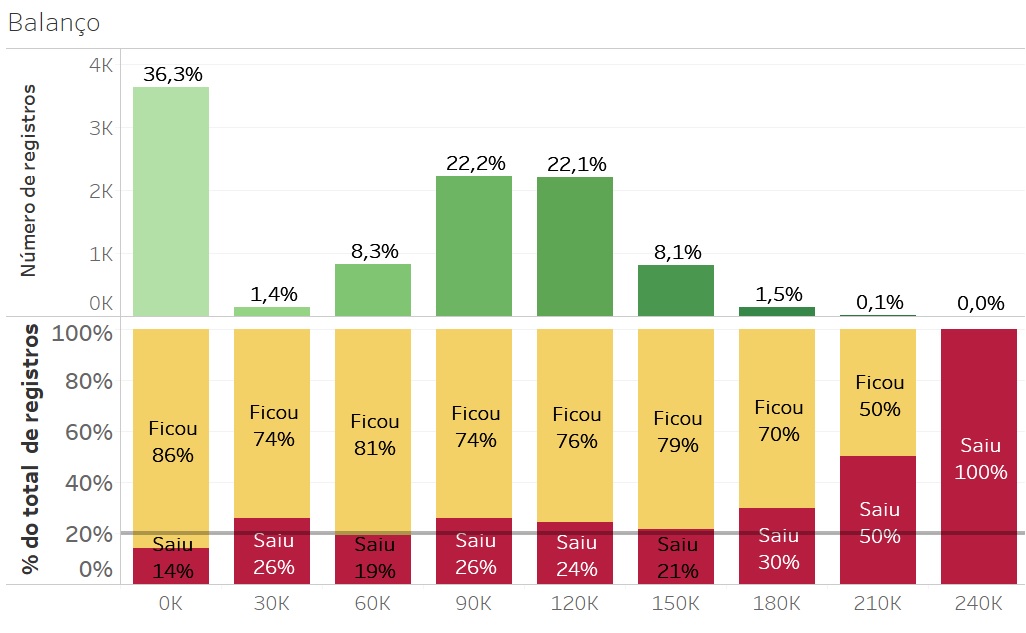 Balanço
Número de registros
4K
3K
2K
1K
0K
36,3%
1,4%
8,3%
22,2%
22,1%
8,1%
1,5%
0,1%
0,0%
% do total de registros
100%
80%
60%
40%
20%
0%
Ficou
86%
Saiu
14%
Ficou
74%
Saiu
26%
Ficou
81%
Saiu
19%
Ficou
74%
Saiu
26%
Ficou
76%
Saiu
24%
Ficou
79%
Saiu
21%
Ficou
70%
Saiu
30%
Ficou
50%
Saiu
50%
Saiu
100%
0K
30K
60K
90K
120K
150K
180K
210K
240K